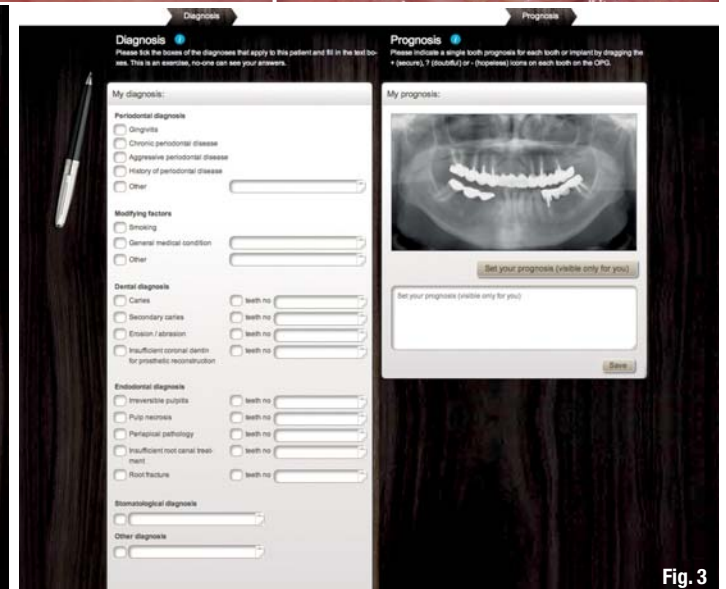 Diagnosis
Diagnosis
Please tick the boxes of the diagnoses that apply to this patient and fill in the text bo-
xes. This is an exercise, no-one can see your answers.
My diagnosis:
Periodontal diagnosis
Gingivitis
Chronic periodontal disease
Aggressive periodontal disease
History of periodontal disease
Other
Modifying factors
Smoking
General medical condition
Other
Dental diagnosis
Caries teeth no
Secondary caries teeth no
Erosion / abrasion teeth no
Insufficient coronal dentin teeth no
for prosthetic reconstruction
Endodontal diagnosis
Irreversible pulpitis teeth no
Pulp necrosis teeth no
Periapical pathology teeth no
Insufficient root canal treat- teeth no
ment
Root fracture teeth no
Stomatological diagnosis
Other diagnosis
Prognosis
Prognosis
Please indicate a single tooth prognosis for each tooth or implant by dragging the
+ (secure), ? (doubtful) or - (hopeless) icons on each tooth on the OPG.
My prognosis:
Set your prognosis (visible only for you)
Set your prognosis (visible only for you)
Save
Fig. 3